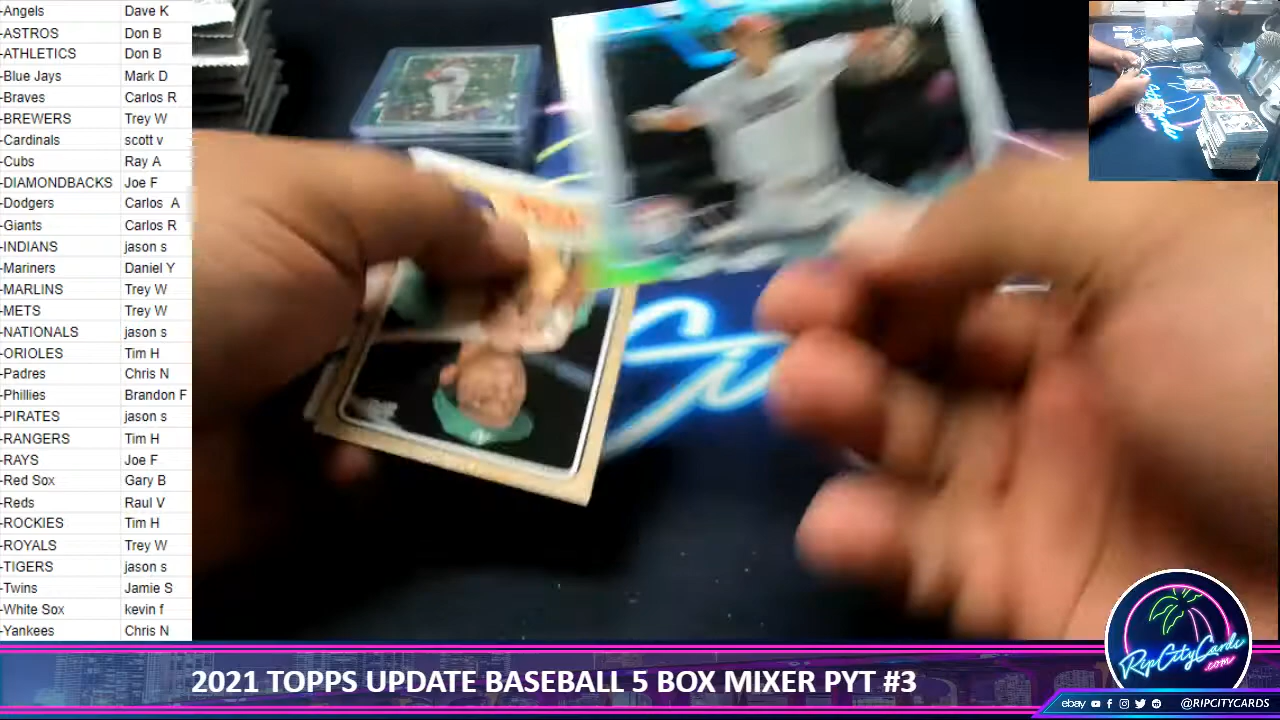 -Angels Dave K
-ASTROS Don B
-ATHLETICS Don B
-Blue Jays Mark D
-Braves Carlos R
-BREWERS Trey W
-Cardinals scott v
-Cubs Ray A
-DIAMONDBACKS Joe F
-Dodgers Carlos A
-Giants Carlos R
-INDIANS jason s
-Mariners Daniel Y
-MARLINS Trey W
-METS Trey W
-NATIONALS jason s
-ORIOLES Tim H
-Padres Chris N
-Phillies Brandon F
-PIRATES jason s
-RANGERS Tim H
-RAYS Joe F
-Red Sox Gary B
-Reds Raul V
-ROCKIES Tim H
-ROYALS Trey W
-TIGERS jason s
-Twins Jamie S
-White Sox kevin f
-Yankees Chris N
RipCityCards
.com
2021 TOPPS UPDATE BASEBALL 5 BOX MIXER PYT #3
ebay @RIPCITYCARDS